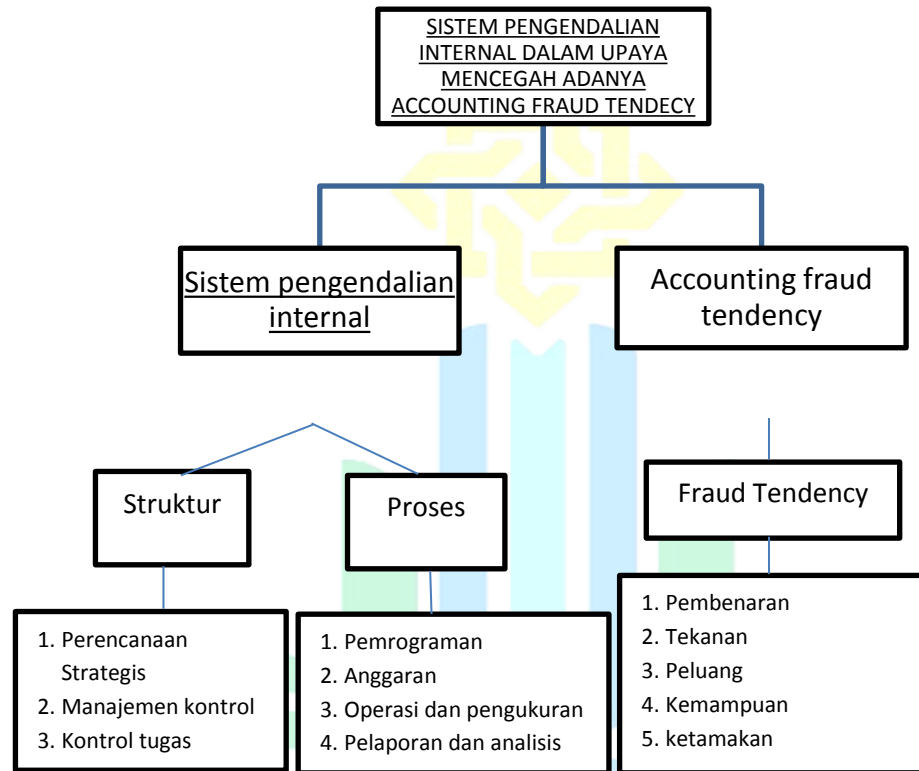 SISTEM PENGENDALIAN
INTERNAL DALAM UPAYA
MENCEGAH ADANYA
ACCOUNTING FRAUD TENDECY
Sistem pengendalian
internal
Accounting fraud
tendency
Struktur
Proses
Fraud Tendency
1. Perencanaan
Strategis
2. Manajemen kontrol
3. Kontrol tugas
1. Pemrograman
2. Anggaran
3. Operasi dan pengukuran
4. Pelaporan dan analisis
1. Pembenaran
2. Tekanan
3. Peluang
4. Kemampuan
5. ketamakan